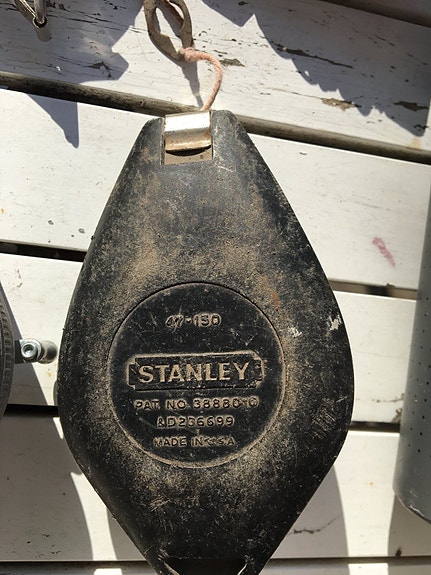 47-150
STANLEY
PAT. NO.
&D236699
MADE IN